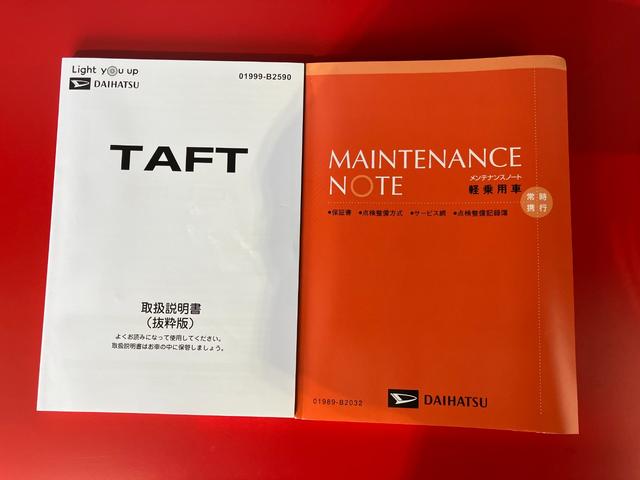 Light you up
DAIHATSU
01999-B2590
TAFT
取扱説明書
（抜粋版）
よくお読みになって使用してください。
取扱説明書はお車の中に保管しましょう。
MAINTENANCE
NOTE
メンテナンスノート
軽乗用車
常時
携行
●保証書 ●点検整備方式 ●サービス網 ●点検整備記録簿
01989-B2032
DAIHATSU